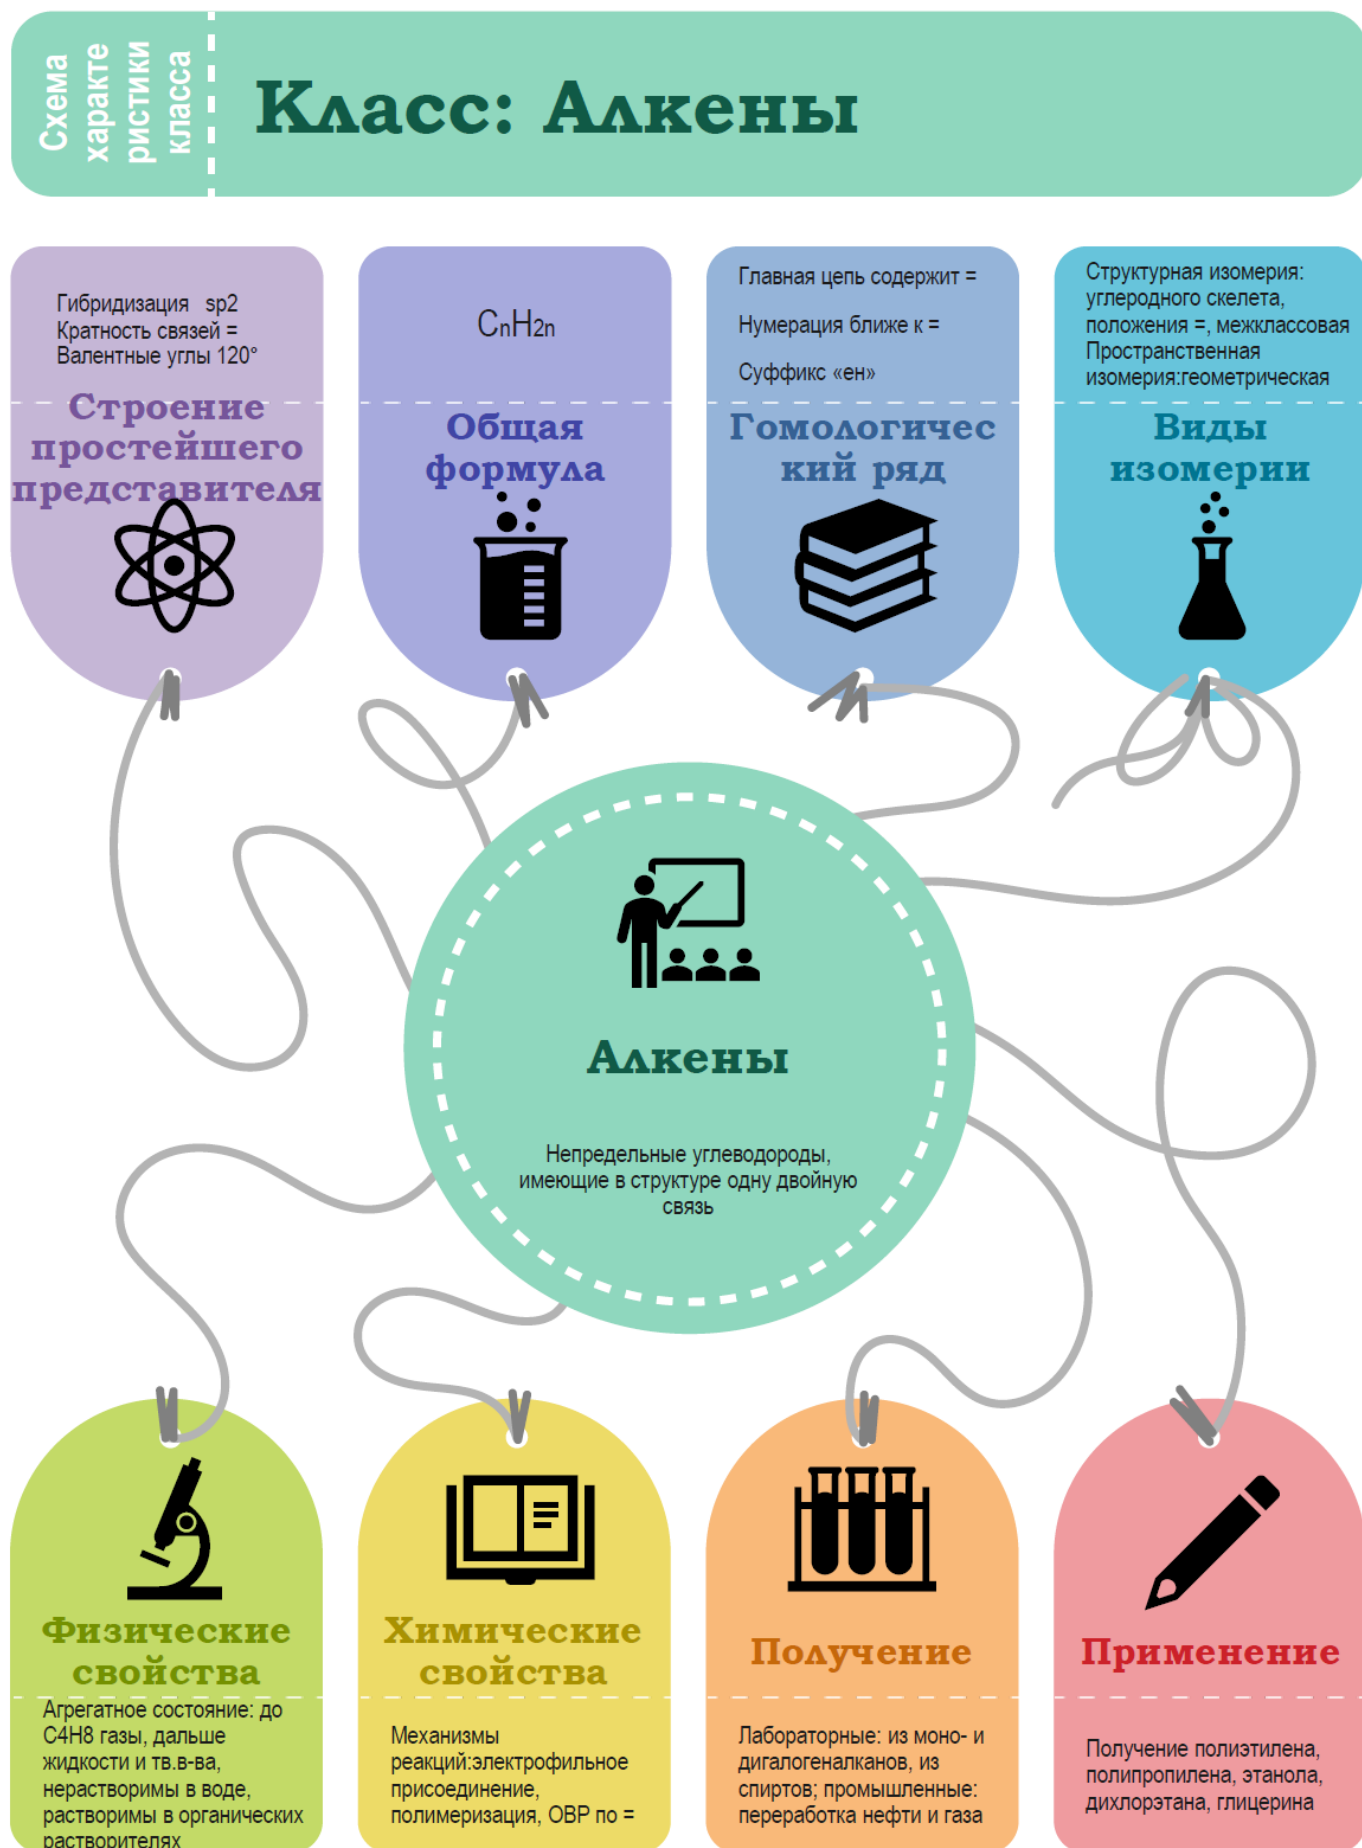 Схема
характе
ристики
класса
Класс: Алкены
Гибридизация sp2
Кратность связей =
Валентные углы 120°
Строение
простейшего
представителя
CnH2n
Общая
формула
Главная цепь содержит =
Нумерация ближе к =
Суффикс «ен»
Гомологичес
кий ряд
Структурная изомерия:
углеродного скелета,
положения =, межклассовая
Пространственная
изомерия:геометрическая
Виды
изомерии
Алкены
Непредельные углеводороды,
имеющие в структуре одну двойную
связь
Физические
свойства
Агрегатное состояние: до
С4Н8 газы, дальше
жидкости и тв.в-ва,
нерастворимы в воде,
растворимы в органических
растворителях
Химические
свойства
Механизмы
реакций:электрофильное
присоединение,
полимеризация, ОВР по =
Получение
Лабораторные: из моно- и
дигалогеналканов, из
спиртов; промышленные:
переработка нефти и газа
Применение
Получение полиэтилена,
полипропилена, этанола,
дихлорэтана, глицерина